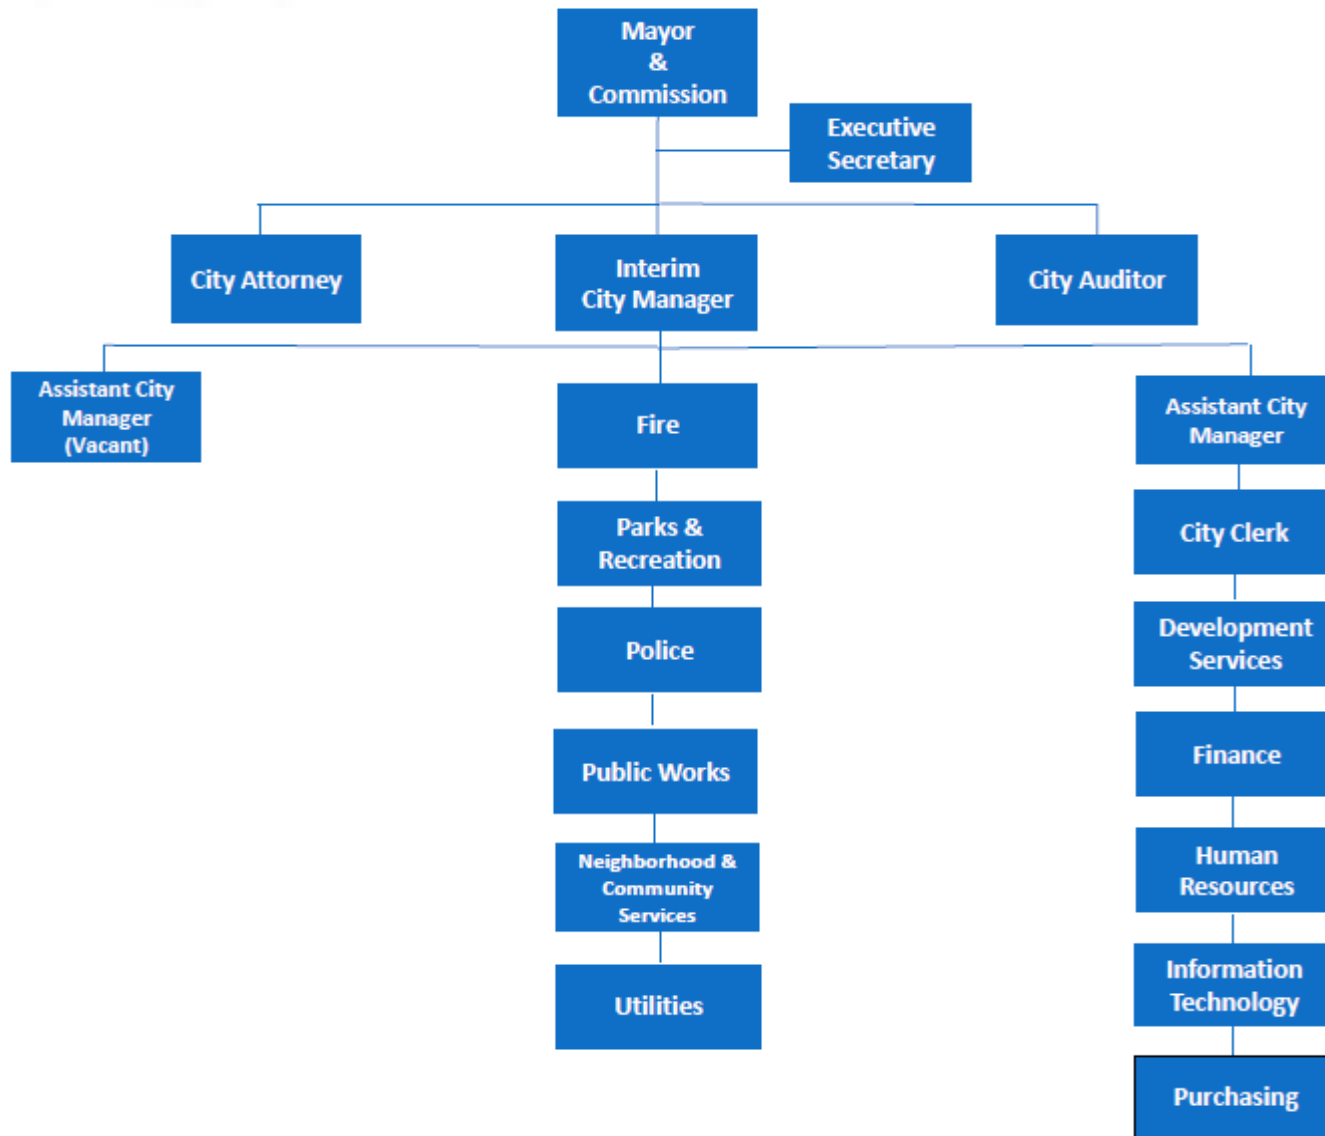 Mayor
&
Commission
Executive
Secretary
City Attorney
Interim
City Manager
City Auditor
Assistant City
Manager
(Vacant)
Fire
Parks &
Recreation
Police
Public Works
Neighborhood &
Community
Services
Utilities
Assistant City
Manager
City Clerk
Development
Services
Finance
Human
Resources
Information
Technology
Purchasing